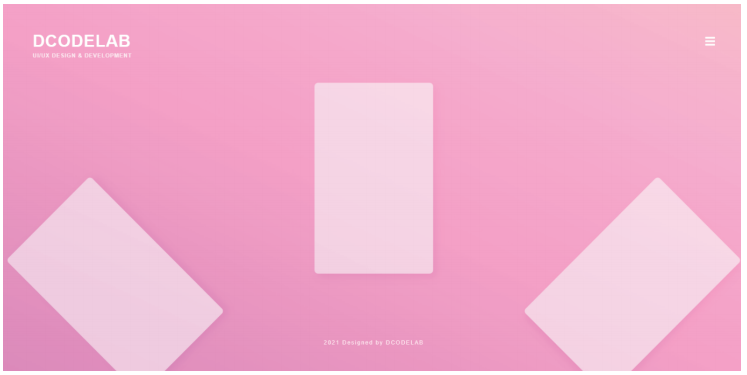 DCODELAB
UI/UX DESIGN & DEVELOPMENT
2021 Designed by DCODELAB